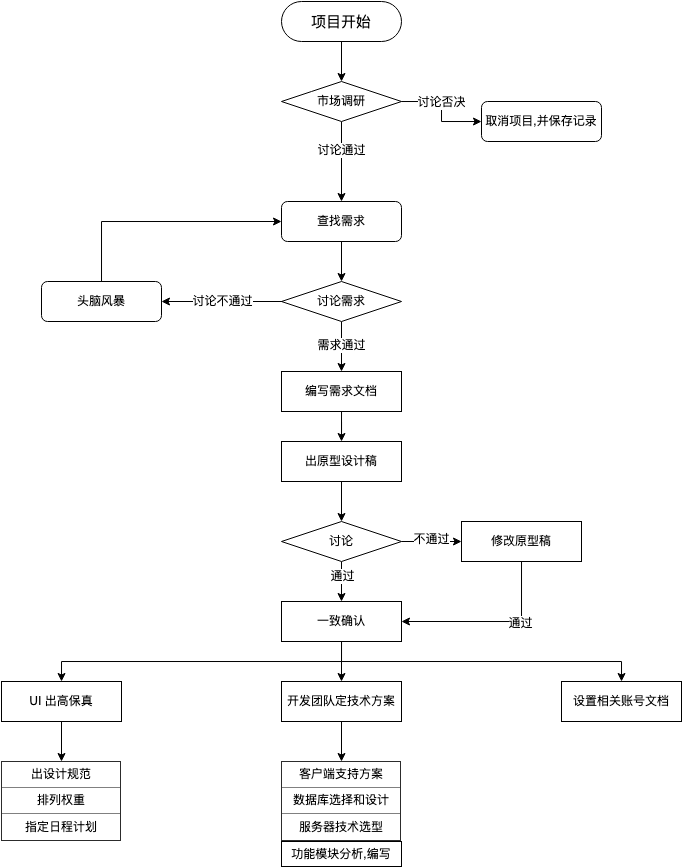 项目开始
市场调研
讨论否决
取消项目,并保存记录
讨论通过
查找需求
头脑风暴
讨论不通过
讨论需求
需求通过
编写需求文档
出原型设计稿
讨论
不通过
修改原型稿
通过
一致确认
通过
UI 出高保真
开发团队定技术方案
设置相关账号文档
出设计规范
排列权重
指定日程计划
客户端支持方案
数据库选择和设计
服务器技术选型
功能模块分析,编写